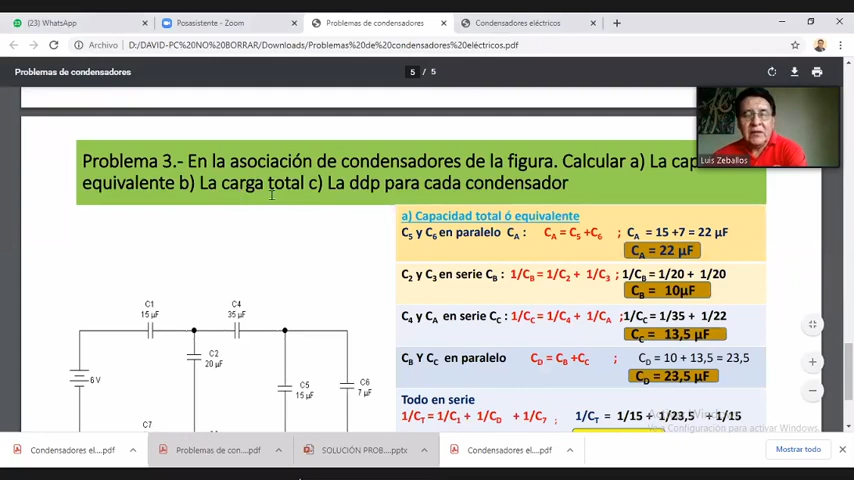 (23) WhatsApp
Posasistente - Zoom
Problemas de condensadores
Condensadores eléctricos
Archivo
D:/DAVID-PC%20NO%20BORRAR/Downloads/Problemas%20de%20condensadores%20eléctricos.pdf
Problemas de condensadores
5 / 5
Luis Zeballos
Problema 3.- En la asociación de condensadores de la figura. Calcular a) La cap
equivalente b) La carga total c) La ddp para cada condensador
a) Capacidad total ó equivalente
C5 y C6 en paralelo CA : CA = C5 +C6 ; CA = 15 +7 = 22 µF
CA = 22 µF
C2 y C3 en serie CB : 1/CB = 1/C2 + 1/C3 ; 1/CB = 1/20 + 1/20
CB = 10µF
C4 y CA en serie CC : 1/CC = 1/C4 + 1/CA ;1/CC = 1/35 + 1/22
CC = 13,5 µF
CB Y CC en paralelo CD = CB+CC ; CD = 10 + 13,5 = 23,5
CD = 23,5 µF
Todo en serie
1/CT = 1/C1 + 1/CD + 1/C7 ; 1/CT = 1/15 + 1/23,5 + 1/15
C1
15 µF
C4
35 µF
C2
20 µF
6 V
C5
15 µF
C6
7 µF
C7
Ve a Configuración para activar Windows.
Condensadores el....pdf
Problemas de con....pdf
SOLUCIÓN PROB....pptx
Condensadores el....pdf
Mostrar todo